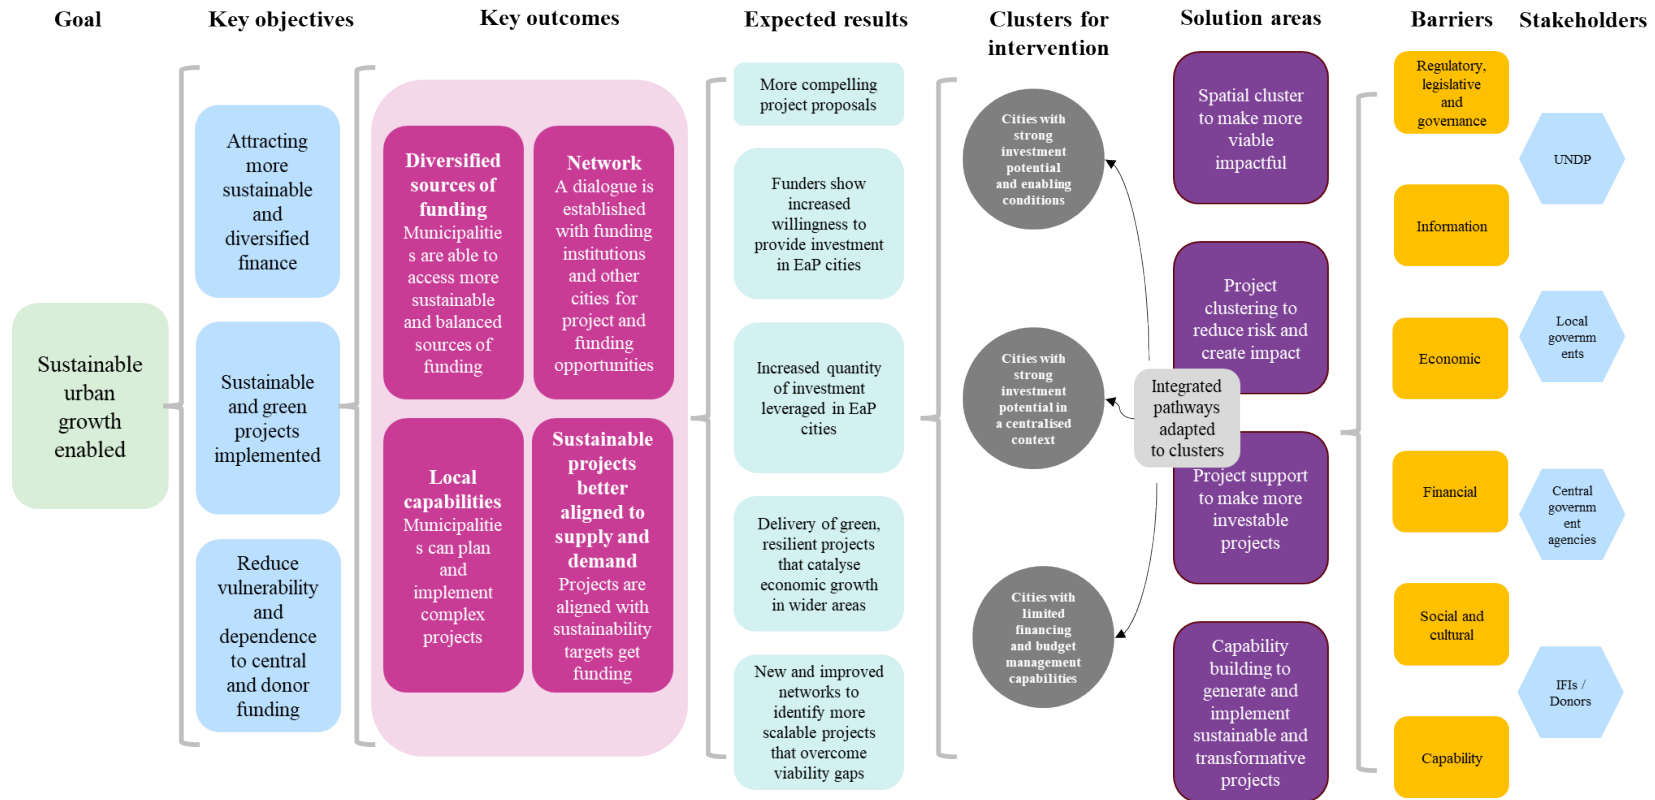 Goal
Key objectives
Key outcomes
Expected results
Clusters for
intervention
Solution areas
Barriers
Stakeholders
Sustainable
urban
growth
enabled
Attracting
more
sustainable
and
diversified
finance
Sustainable
and green
projects
implemented
Reduce
vulnerability
and
dependence
to central
and donor
funding
Diversified
sources of
funding
Municipalitie
s are able to
access more
sustainable
and balanced
sources of
funding
Network
A dialogue is
established
with funding
institutions
and other
cities for
project and
funding
opportunities
Local
capabilities
Municipalitie
s can plan
and
implement
complex
projects
Sustainable
projects
better
aligned to
supply and
demand
Projects are
aligned with
sustainability
targets get
funding
More compelling
project proposals
Funders show
increased
willingness to
provide investment
in EaP cities
Increased quantity
of investment
leveraged in EaP
cities
Delivery of green,
resilient projects
that catalyse
economic growth
in wider areas
New and improved
networks to
identify more
scalable projects
that overcome
viability gaps
Cities with
strong
investment
potential
and enabling
conditions
Cities with
strong
investment
potential in
a centralised
context
Cities with
limited
financing
and budget
management
capabilities
Integrated
pathways
adapted
to clusters
Spatial cluster
to make more
viable
impactful
Project
clustering to
reduce risk and
create impact
Project support
to make more
investable
projects
Capability
building to
generate and
implement
sustainable and
transformative
projects
Regulatory,
legislative
and
governance
Information
Economic
Financial
Social and
cultural
Capability
UNDP
Local
governm
ents
Central
governm
ent
agencies
IFIs /
Donors